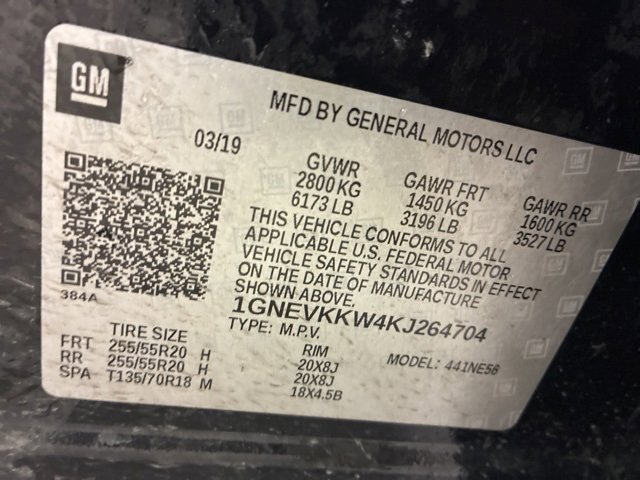 GM
MFD BY GENERAL MOTORS LLC
03/19
GVWR GAWR FRT GAWR RR
2800 KG 1450 KG 1600 KG
6173 LB 3196 LB 3527 LB
THIS VEHICLE CONFORMS TO ALL
APPLICABLE U.S. FEDERAL MOTOR
VEHICLE SAFETY STANDARDS IN EFFECT
ON THE DATE OF MANUFACTURE
SHOWN ABOVE.
384A
1GNEVKKW4KJ264704
TYPE: M.P.V. MODEL: 441NE56
TIRE SIZE RIM
FRT 255/55R20 H 20X8J
RR 255/55R20 H 20X8J
SPA T135/70R18 M 18X4.5B